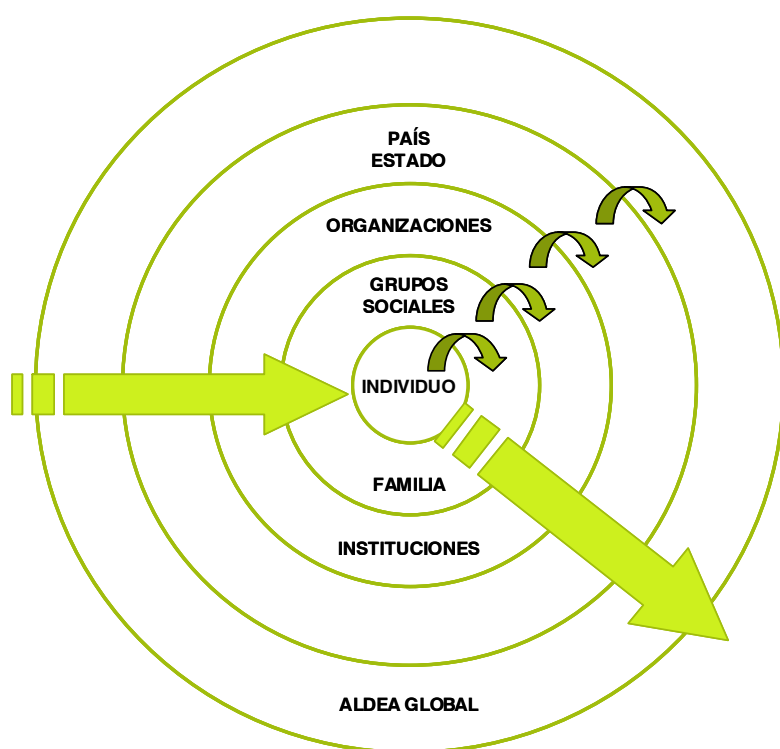 PAÍS
ESTADO
ORGANIZACIONES
GRUPOS
SOCIALES
INDIVIDUO
FAMILIA
INSTITUCIONES
ALDEA GLOBAL